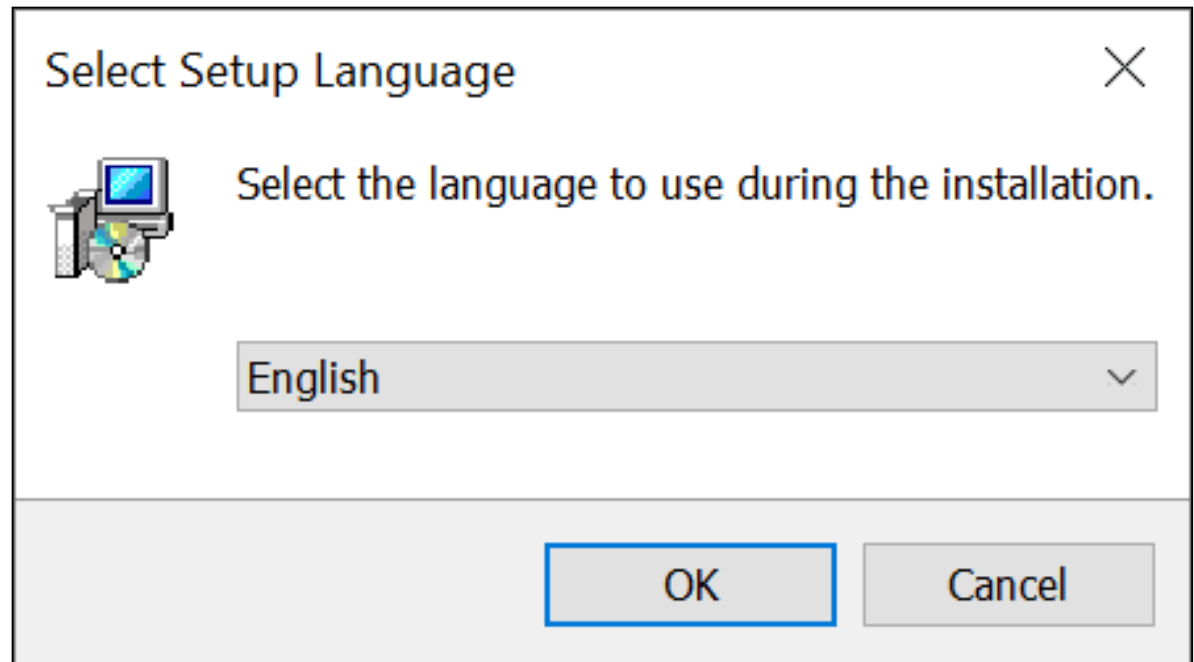 Select Setup Language
Select the language to use during the installation.
English
OK
Cancel